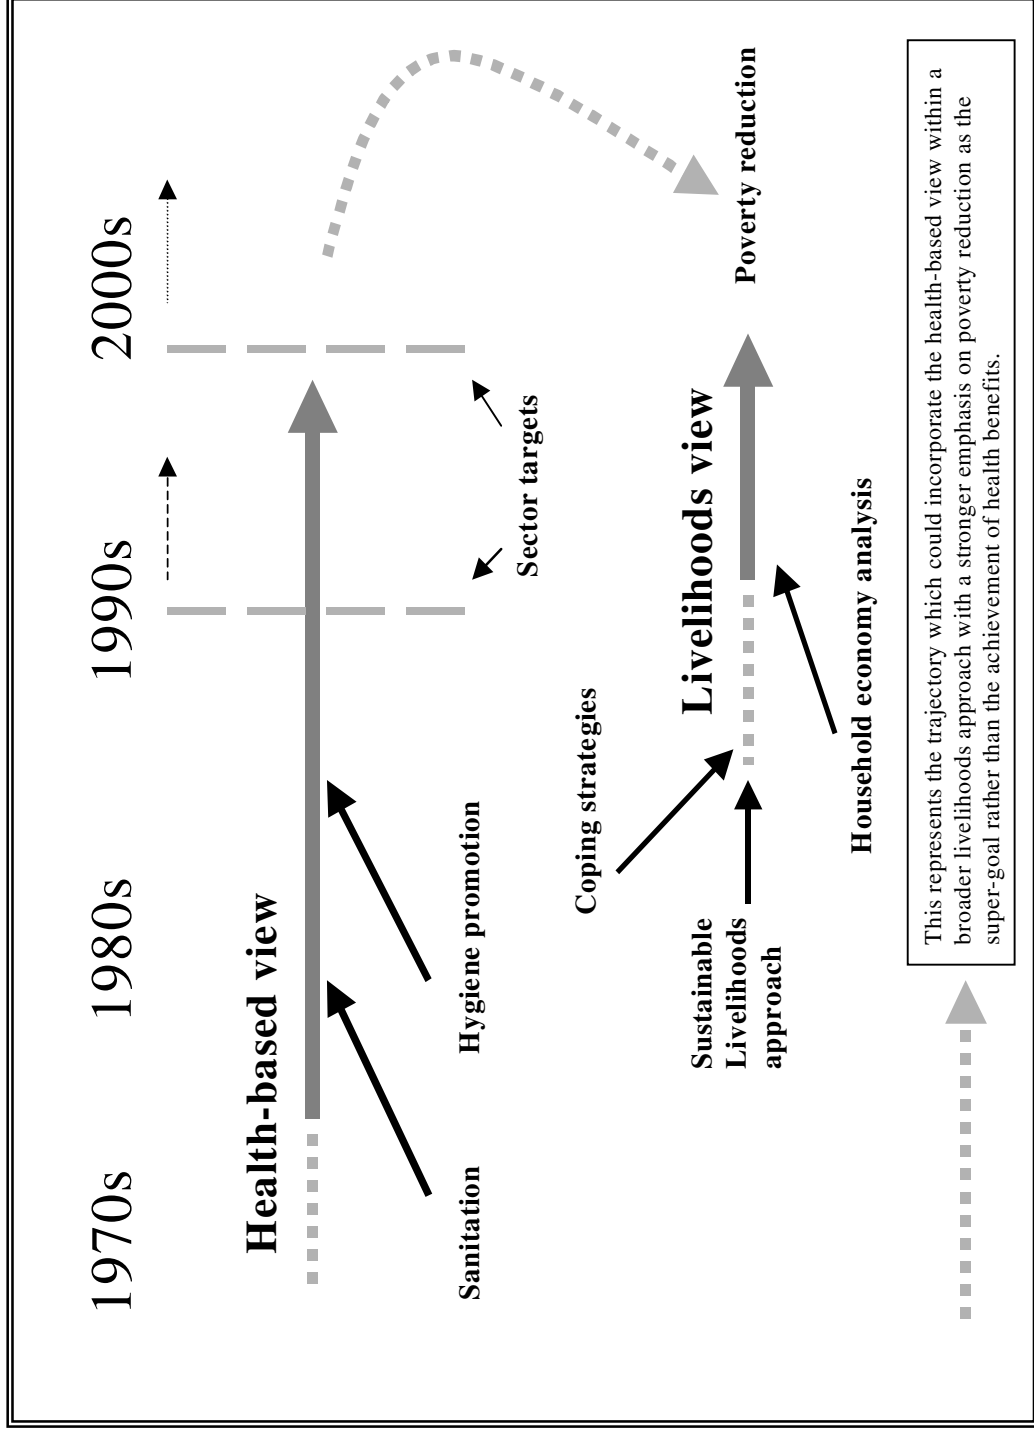 1970s
1980s
1990s
2000s
Health-based view
Sanitation
Hygiene promotion
Sector targets
Coping strategies
Livelihoods view
Sustainable
Livelihoods
approach
Poverty reduction
Household economy analysis
This represents the trajectory which could incorporate the health-based view within a
broader livelihoods approach with a stronger emphasis on poverty reduction as the
super-goal rather than the achievement of health benefits.